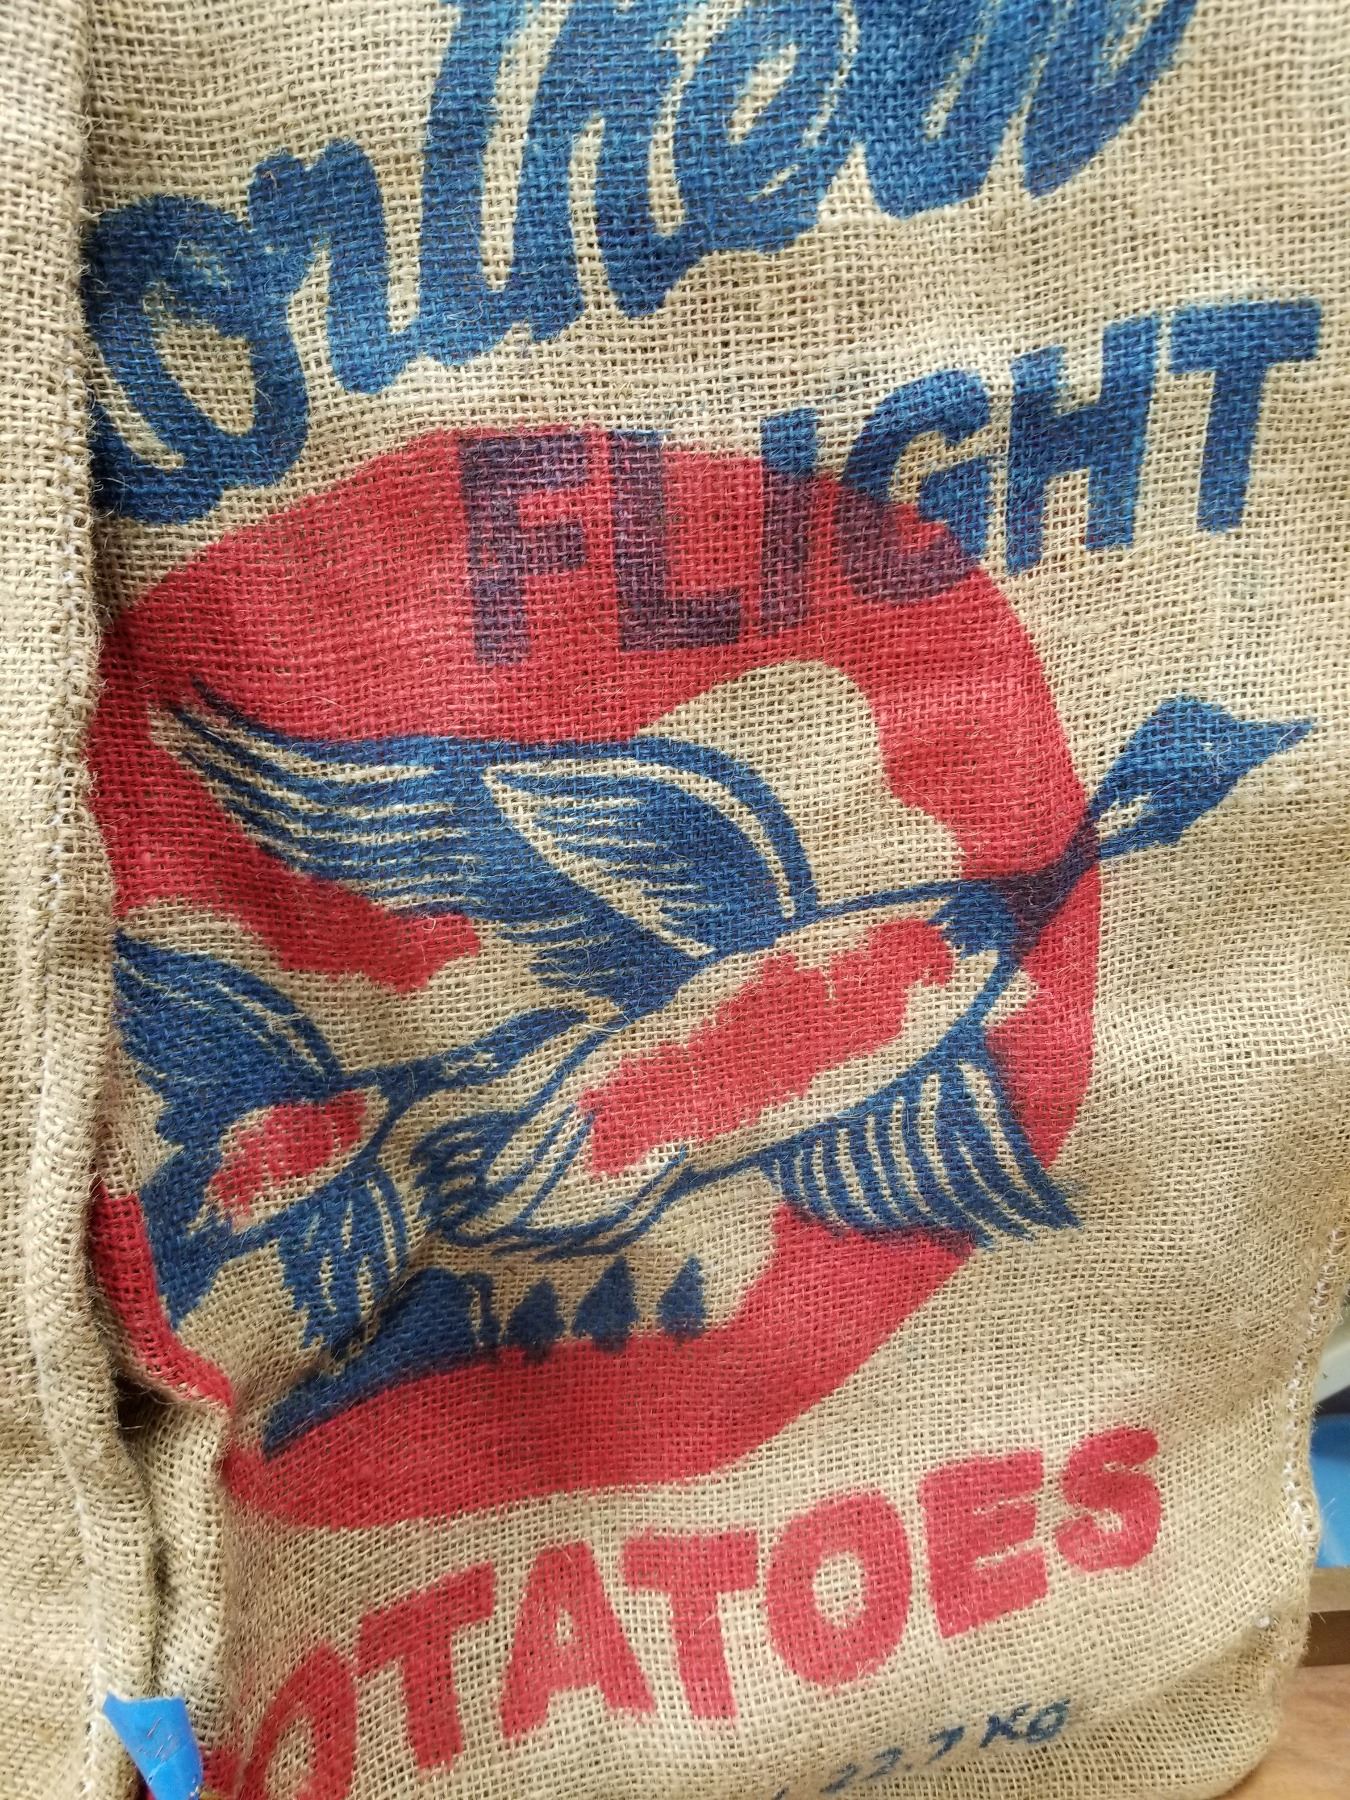 orthern
FLIGHT
OTATOES
22.7 KG